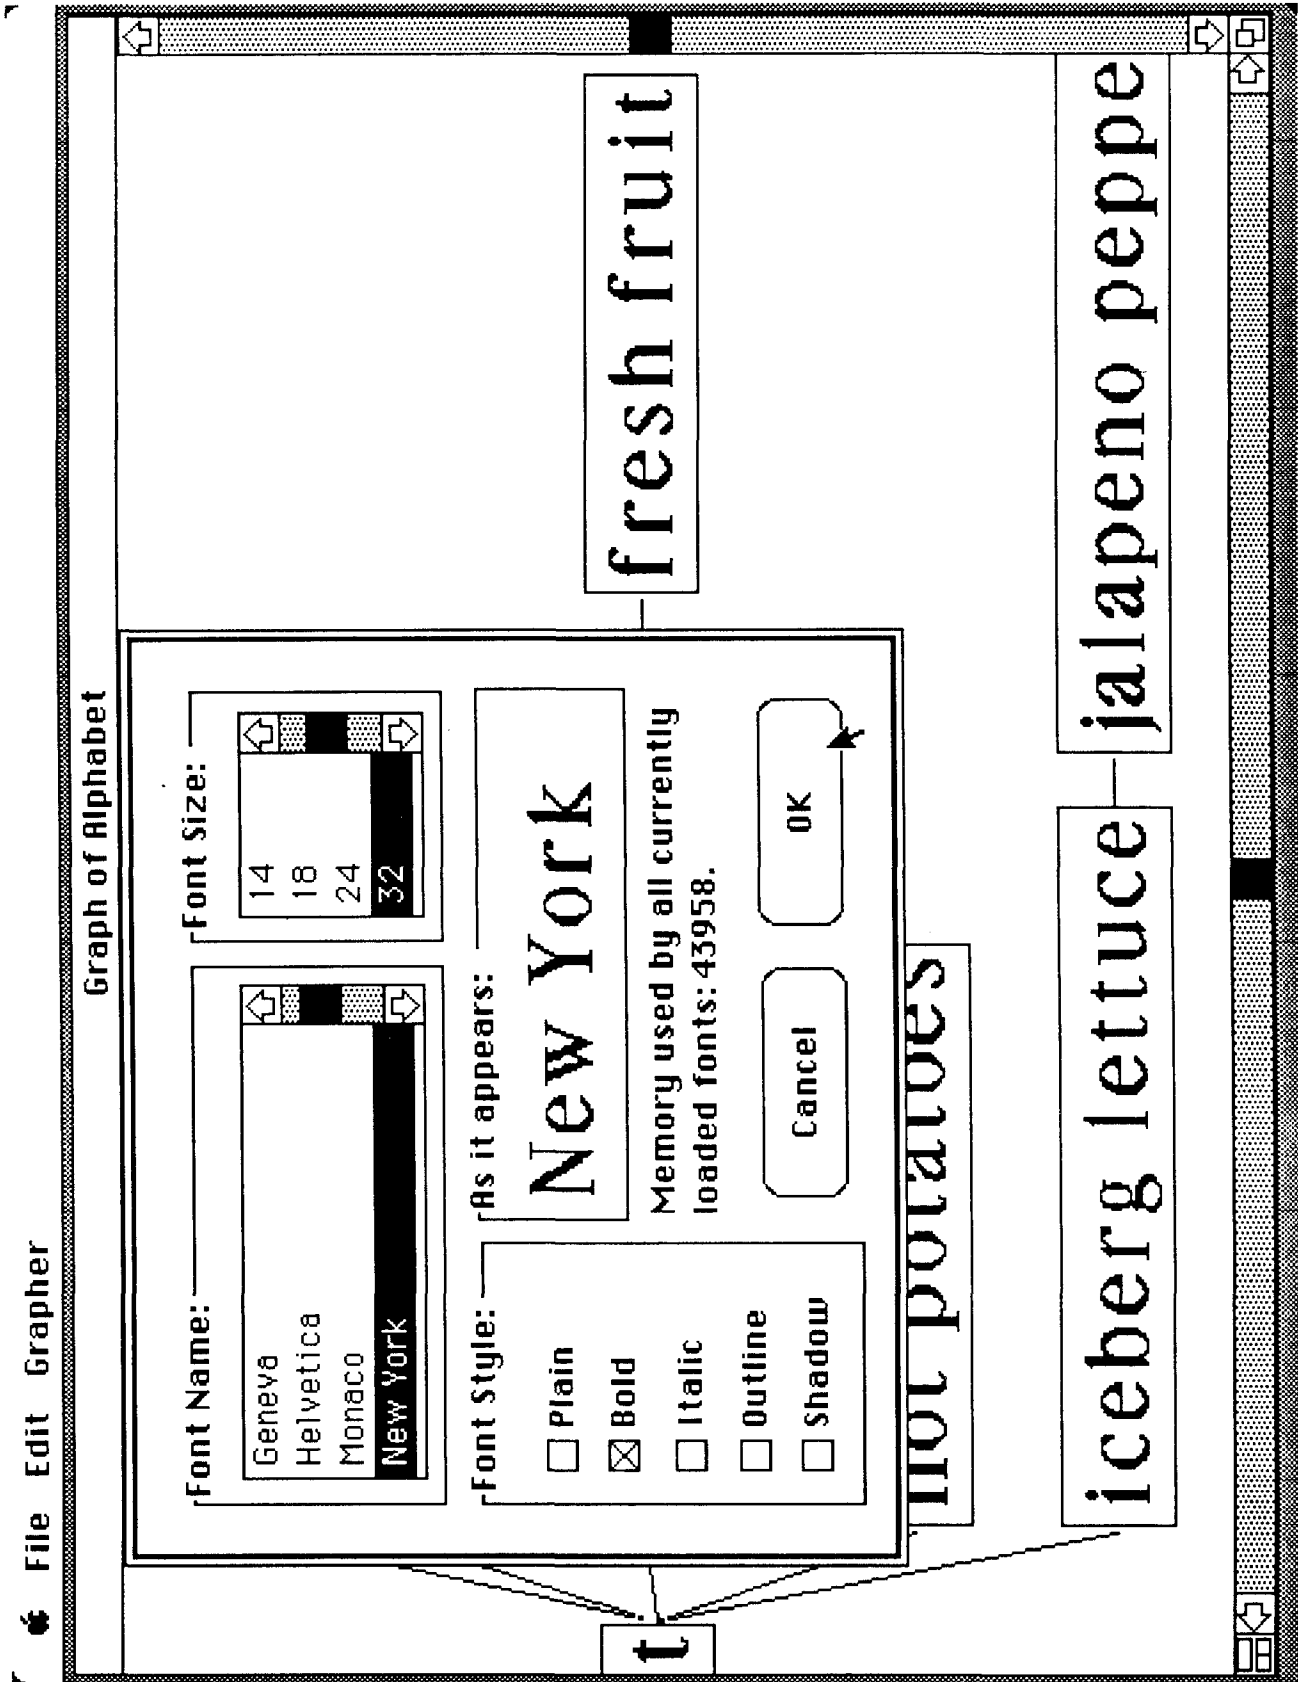 File Edit Grapher
Graph of Alphabet
Font Name:
Geneva
Helvetica
Monaco
New York
Font Size:
14
18
24
32
Font Style:
Plain
Bold
Italic
Outline
Shadow
As it appears:
New York
Memory used by all currently
loaded fonts: 43958.
Cancel
OK
t
fresh fruit
potatoes
iceberg lettuce
jalapeno peppe